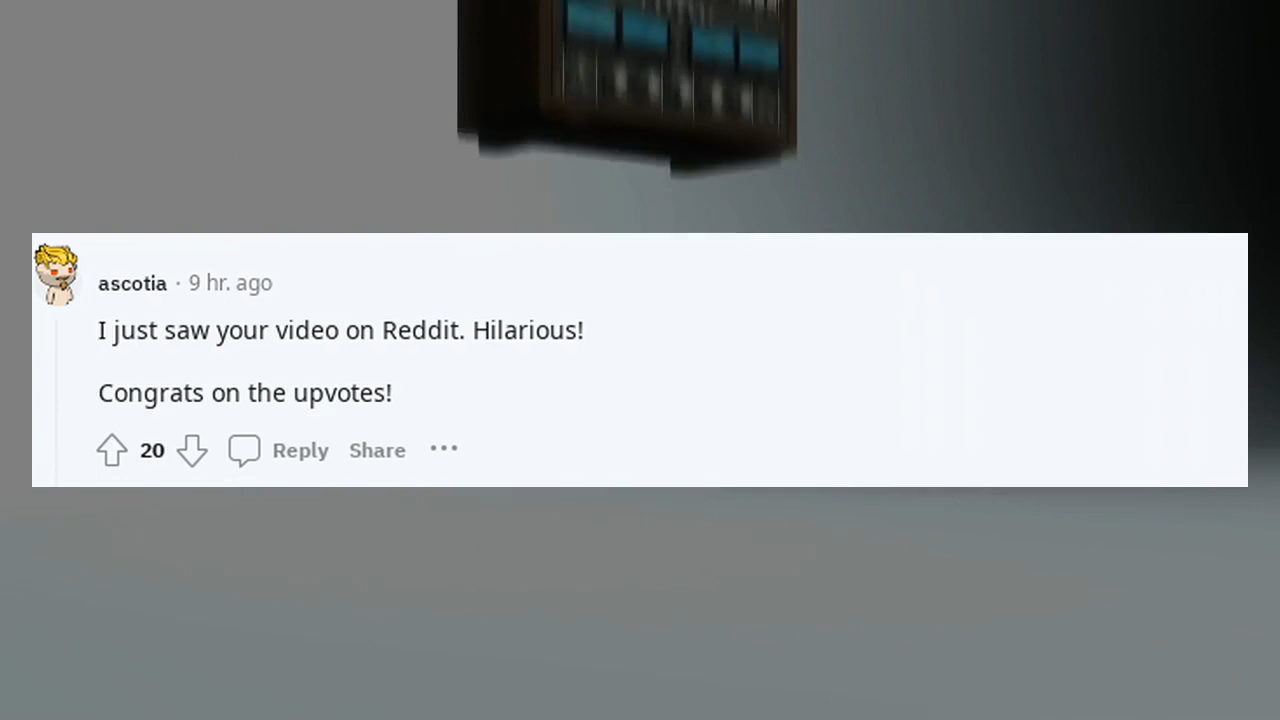 ascotia · 9 hr. ago
I just saw your video on Reddit. Hilarious!
Congrats on the upvotes!
20 Reply Share ···